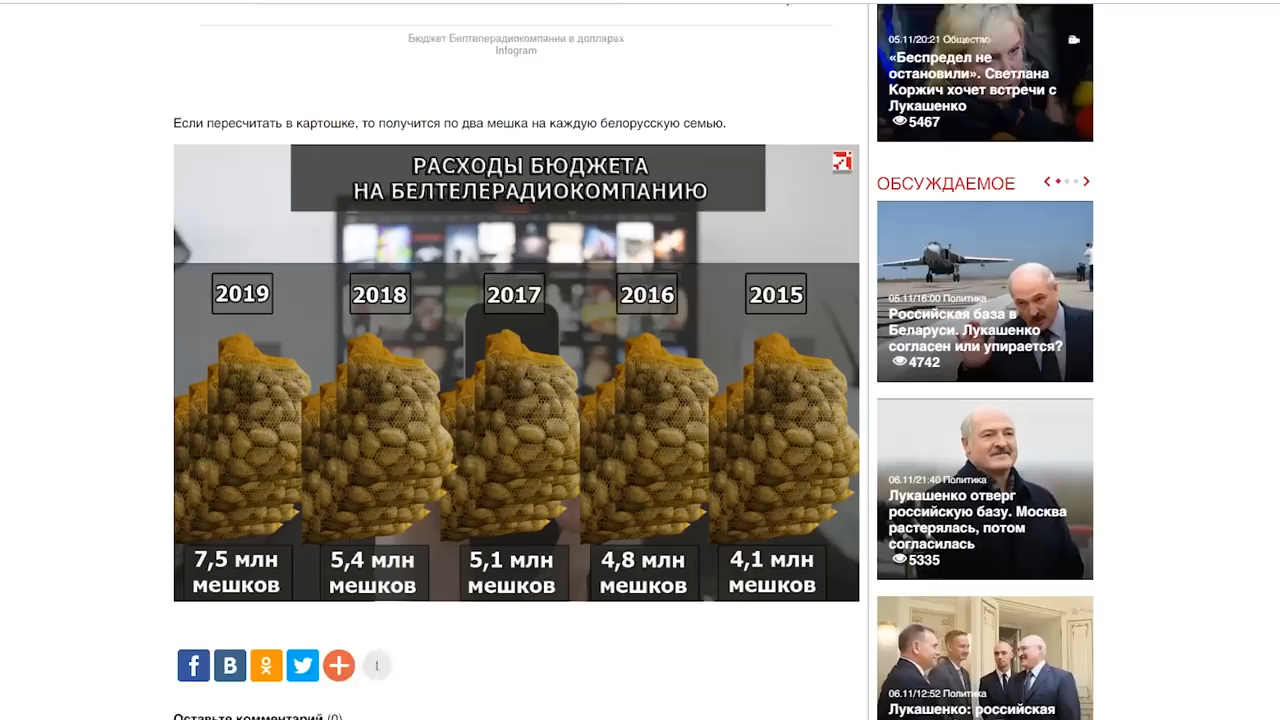 Бюджет Белтелерадиокомпании в долларах
Infogram
Если пересчитать в картошке, то получится по два мешка на каждую белорусскую семью.
РАСХОДЫ БЮДЖЕТА
НА БЕЛТЕЛЕРАДИОКОМПАНИЮ
2019
2018
2017
2016
2015
7,5 млн
мешков
5,4 млн
мешков
5,1 млн
мешков
4,8 млн
мешков
4,1 млн
мешков
1
Оставьте комментарий (0)
05.11/20:21 Общество
«Беспредел не
остановили». Светлана
Коржич хочет встречи с
Лукашенко
5467
ОБСУЖДАЕМОЕ
05.11/16:00 Политика
Российская база в
Беларуси. Лукашенко
согласен или упирается?
4742
06.11/21:40 Политика
Лукашенко отверг
российскую базу. Москва
растерялась, потом
согласилась
5335
06.11/12:52 Политика
Лукашенко: российская